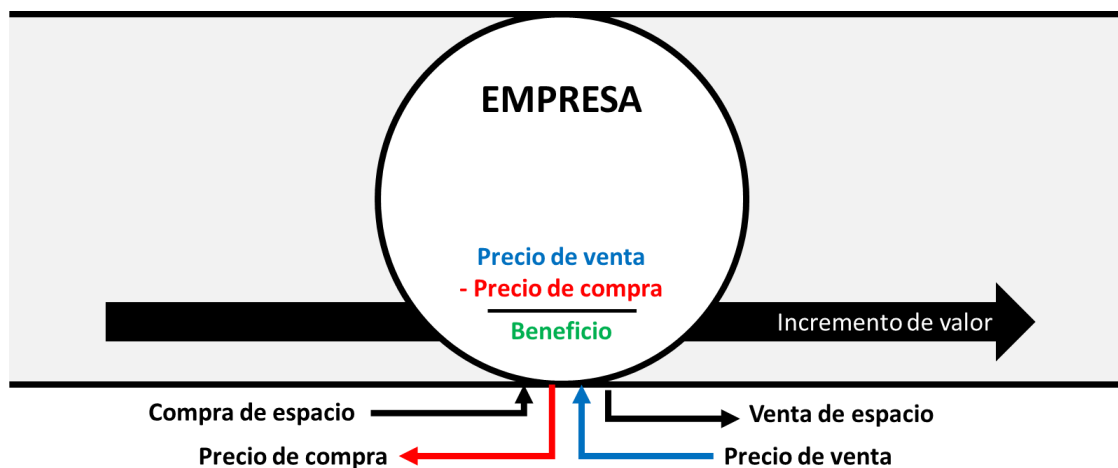 EMPRESA
Precio de venta
- Precio de compra
Beneficio
Incremento de valor
Compra de espacio
Venta de espacio
Precio de compra
Precio de venta